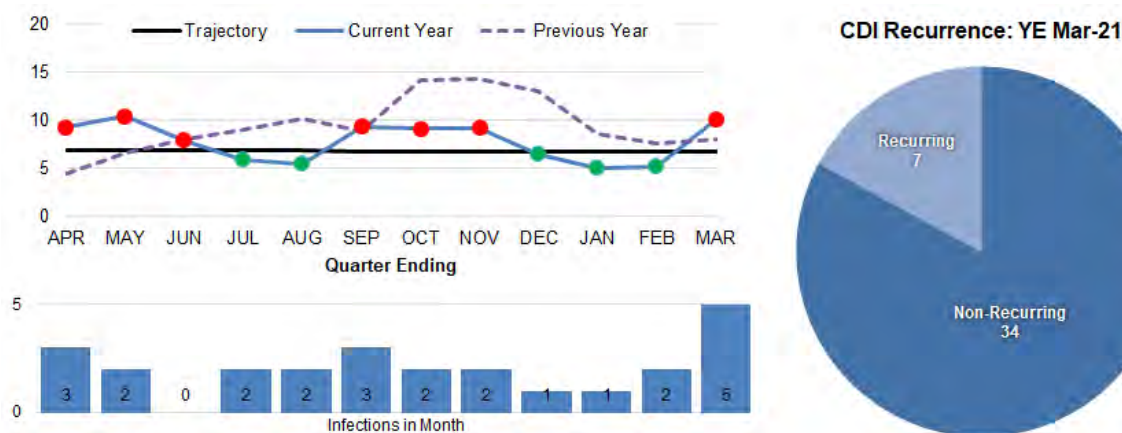 20
Trajectory Current Year Previous Year
15
10
5
0
APR MAY JUN JUL AUG SEP OCT NOV DEC JAN FEB MAR
Quarter Ending
5
0
3 2 0 2 2 3 2 2 1 1 2 5
Infections in Month
CDI Recurrence: YE Mar-21
Recurring
7
Non-Recurring
34